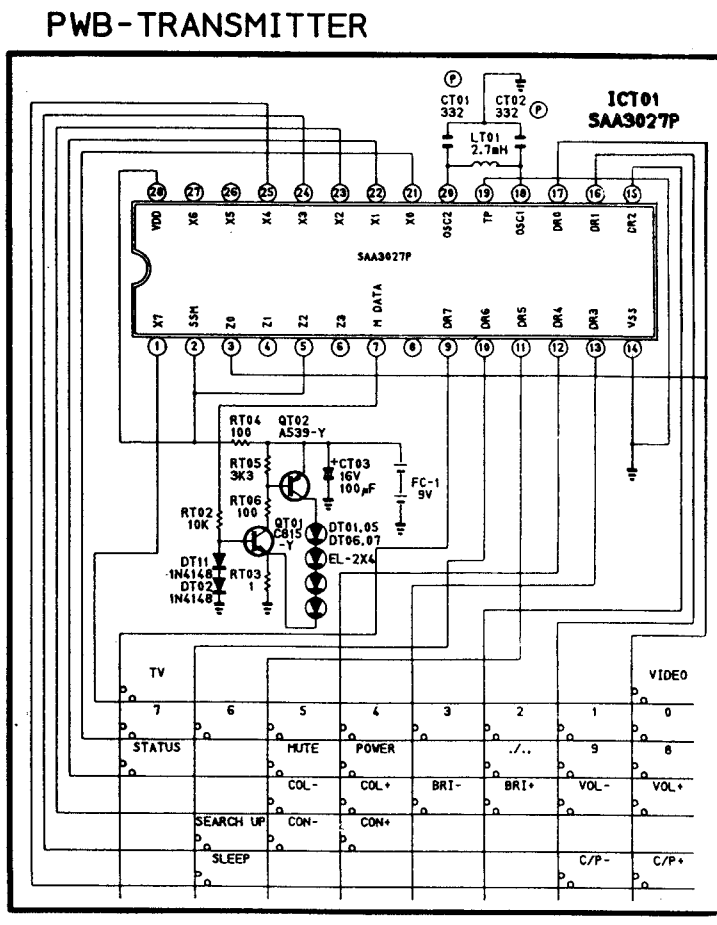 PWB-TRANSMITTER
P
CT01 CT02 P
332 332
LT01
2.7mH
ICT01
SAA3027P
28 27 26 25 24 23 22 21 20 19 18 17 16 15
VDD X6 X5 X4 X3 X2 X1 X0 OSC2 TP OSC1 DR0 DR1 DR2
SAA3027P
X7 SSM Z0 Z1 Z2 Z3 M DATA DR7 DR6 DR5 DR4 DR3 VSS
1 2 3 4 5 6 7 8 9 10 11 12 13 14
RT04
100
QT02
A539-Y
RT05
3K3
+CT03
16V
100µF
FC-1
9V
RT06
100
RT02
10K
QT01
C815
-Y
DT01.05
DT06.07
EL-2X4
DT11
1N4148
DT02
1N4148
RT03
1
TV VIDEO
7 6 5 4 3 2 1 0
STATUS MUTE POWER ./.. 9 8
COL- COL+ BRI- BRI+ VOL- VOL+
SEARCH UP CON- CON+
SLEEP C/P- C/P+